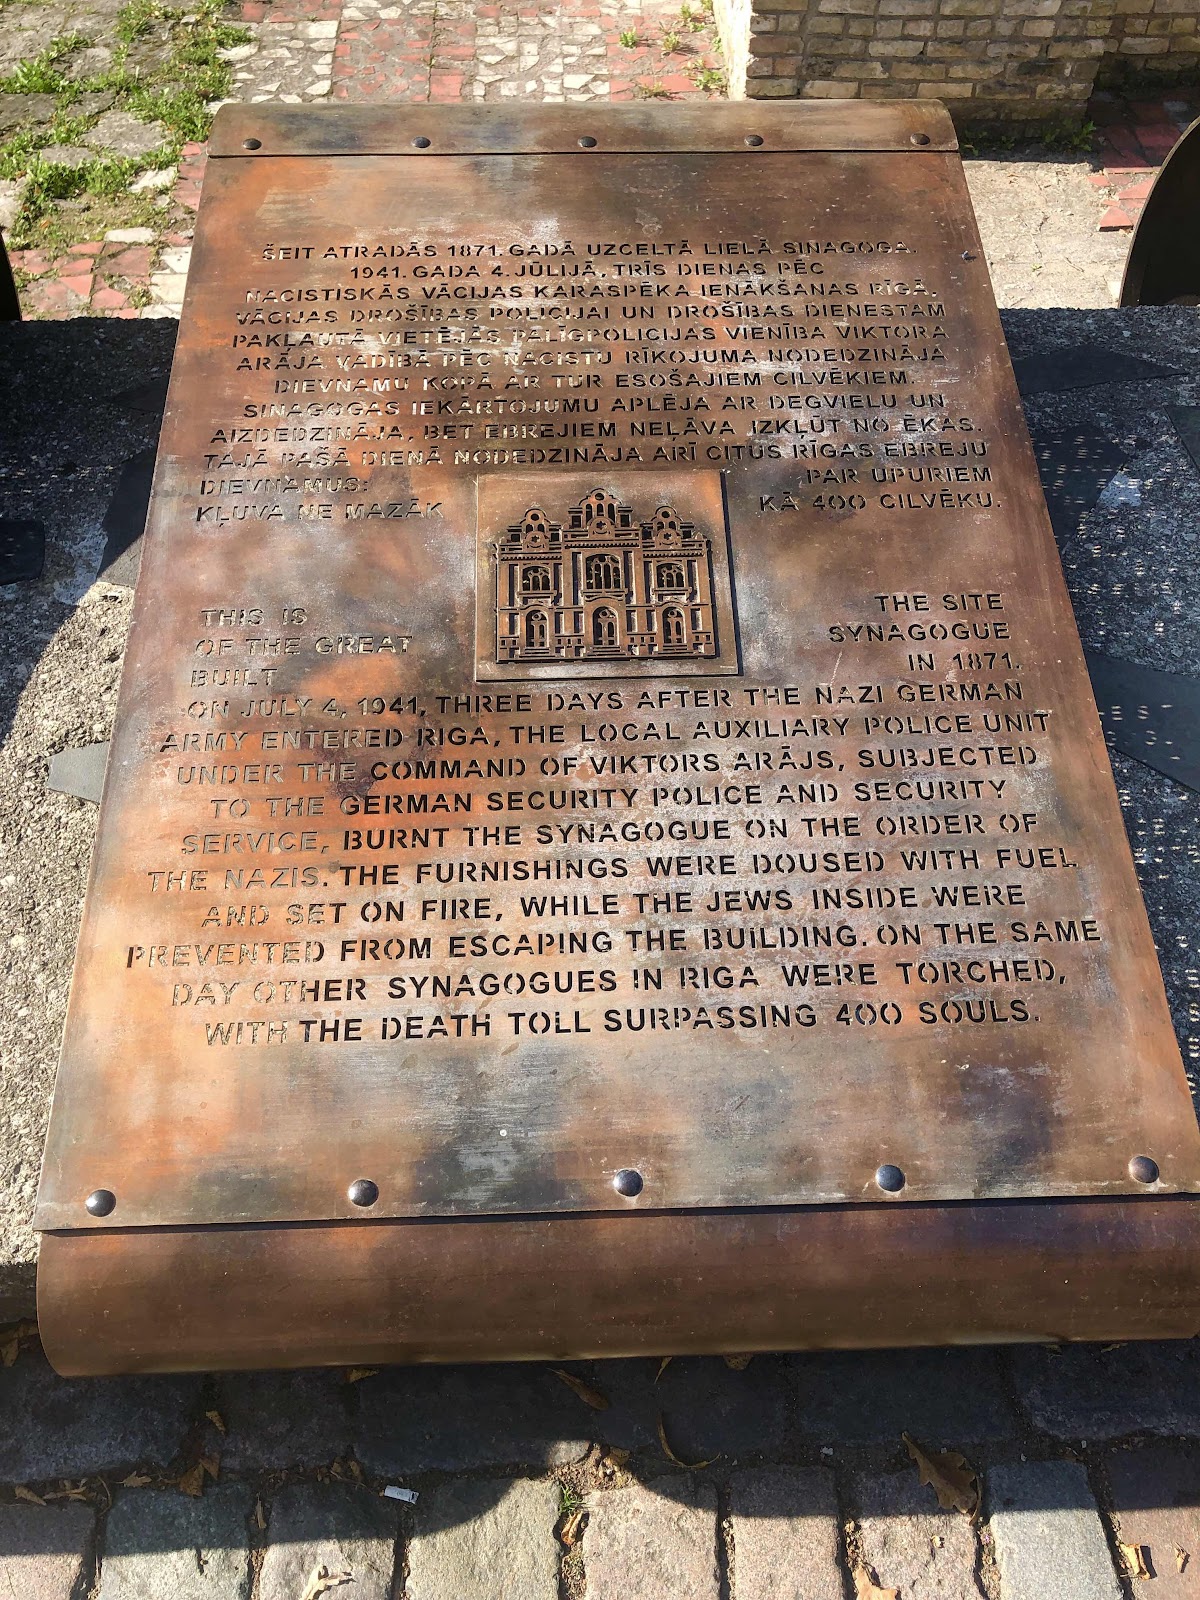 ŠEIT ATRADĀS 1871. GADĀ UZCELTĀ LIELĀ SINAGOGA.
1941. GADA 4. JŪLIJĀ, TRĪS DIENAS PĒC
NACISTISKĀS VĀCIJAS KARASPĒKA IENĀKŠANAS RĪGĀ,
VĀCIJAS DROŠĪBAS POLICIJAI UN DROŠĪBAS DIENESTAM
PAKĻAUTĀ VIETĒJĀS PALĪGPOLICIJAS VIENĪBA VIKTORA
ARĀJA VADĪBĀ PĒC NACISTU RĪKOJUMA NODEDZINĀJA
DIEVNAMU KOPĀ AR TUR ESOŠAJIEM CILVĒKIEM.
SINAGOGAS IEKĀRTOJUMU APLĒJA AR DEGVIELU UN
AIZDEDZINĀJA, BET EBREJIEM NEĻĀVA IZKĻŪT NO ĒKAS.
TAJĀ PAŠĀ DIENĀ NODEDZINĀJA ARĪ CITUS RĪGAS EBREJU
DIEVNAMUS: PAR UPURIEM
KĻUVA NE MAZĀK KĀ 400 CILVĒKU.
THIS IS THE SITE
OF THE GREAT SYNAGOGUE
BUILT IN 1871.
ON JULY 4, 1941, THREE DAYS AFTER THE NAZI GERMAN
ARMY ENTERED RIGA, THE LOCAL AUXILIARY POLICE UNIT
UNDER THE COMMAND OF VIKTORS ARĀJS, SUBJECTED
TO THE GERMAN SECURITY POLICE AND SECURITY
SERVICE, BURNT THE SYNAGOGUE ON THE ORDER OF
THE NAZIS. THE FURNISHINGS WERE DOUSED WITH FUEL
AND SET ON FIRE, WHILE THE JEWS INSIDE WERE
PREVENTED FROM ESCAPING THE BUILDING. ON THE SAME
DAY OTHER SYNAGOGUES IN RIGA WERE TORCHED,
WITH THE DEATH TOLL SURPASSING 400 SOULS.